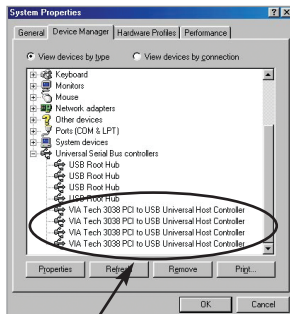 System Properties
General Device Manager Hardware Profiles Performance
View devices by type View devices by connection
Keyboard
Monitors
Mouse
Network adapters
Other devices
Ports (COM & LPT)
System devices
Universal Serial Bus controllers
USB Root Hub
USB Root Hub
USB Root Hub
USB Root Hub
VIA Tech 3038 PCI to USB Universal Host Controller
VIA Tech 3038 PCI to USB Universal Host Controller
VIA Tech 3038 PCI to USB Universal Host Controller
VIA Tech 3038 PCI to USB Universal Host Controller
Properties Refresh Remove Print...
OK Cancel